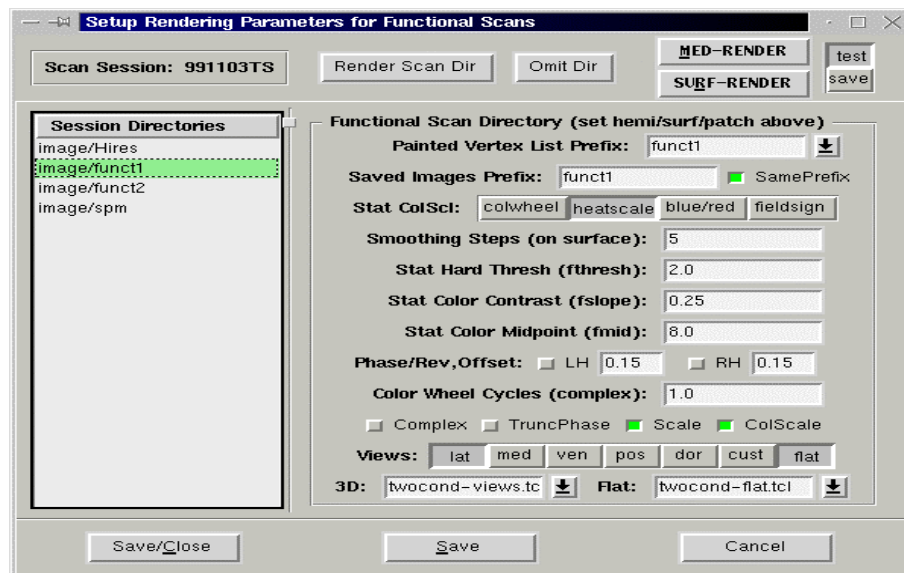 Setup Rendering Parameters for Functional Scans
Scan Session: 991103TS
Render Scan Dir
Omit Dir
MED-RENDER
SURF-RENDER
test
save
Session Directories
image/Hires
image/funct1
image/funct2
image/spm
Functional Scan Directory (set hemi/surf/patch above)
Painted Vertex List Prefix: funct1
Saved Images Prefix: funct1 SamePrefix
Stat ColScl: colwheel heatscale blue/red fieldsign
Smoothing Steps (on surface): 5
Stat Hard Thresh (fthresh): 2.0
Stat Color Contrast (fslope): 0.25
Stat Color Midpoint (fmid): 8.0
Phase/Rev,Offset: LH 0.15 RH 0.15
Color Wheel Cycles (complex): 1.0
Complex TruncPhase Scale ColScale
Views: lat med ven pos dor cust flat
3D: twocond-views.tc Flat: twocond-flat.tcl
Save/Close Save Cancel